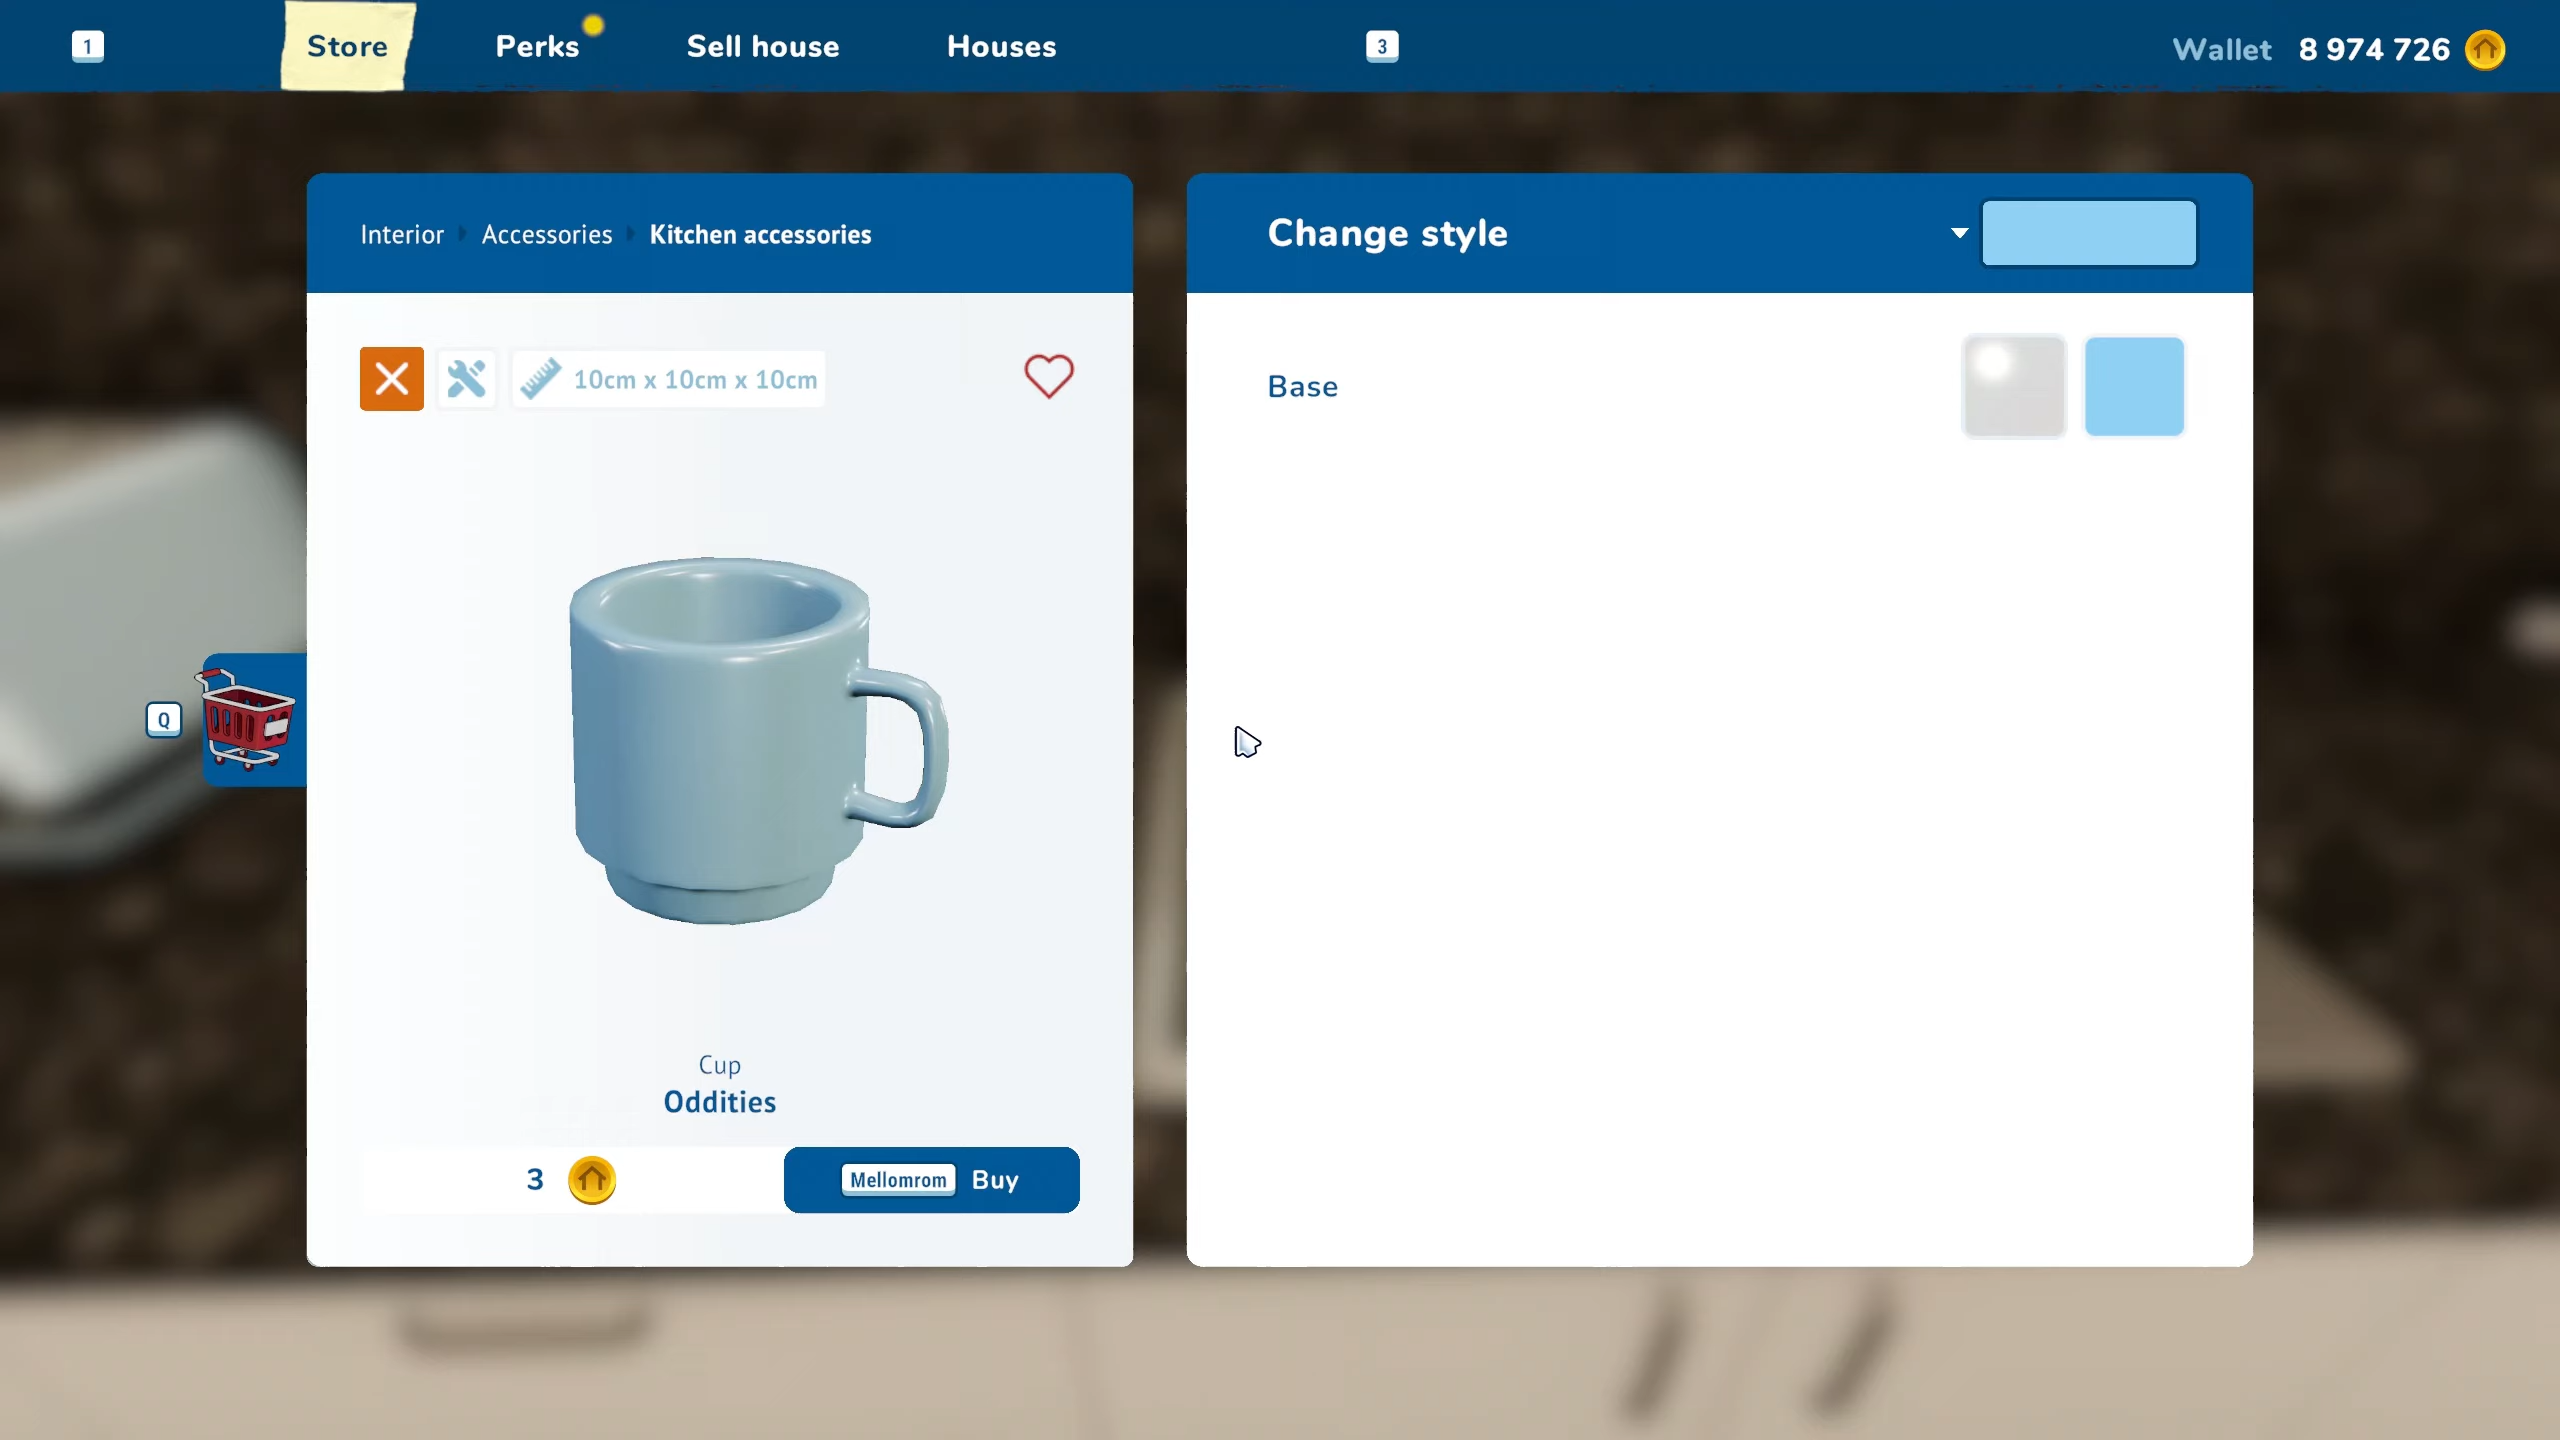 1
Store
Perks
Sell house
Houses
3
Wallet 8 974 726
Interior Accessories Kitchen accessories
10cm x 10cm x 10cm
Q
Cup
Oddities
3
Mellomrom Buy
Change style
Base